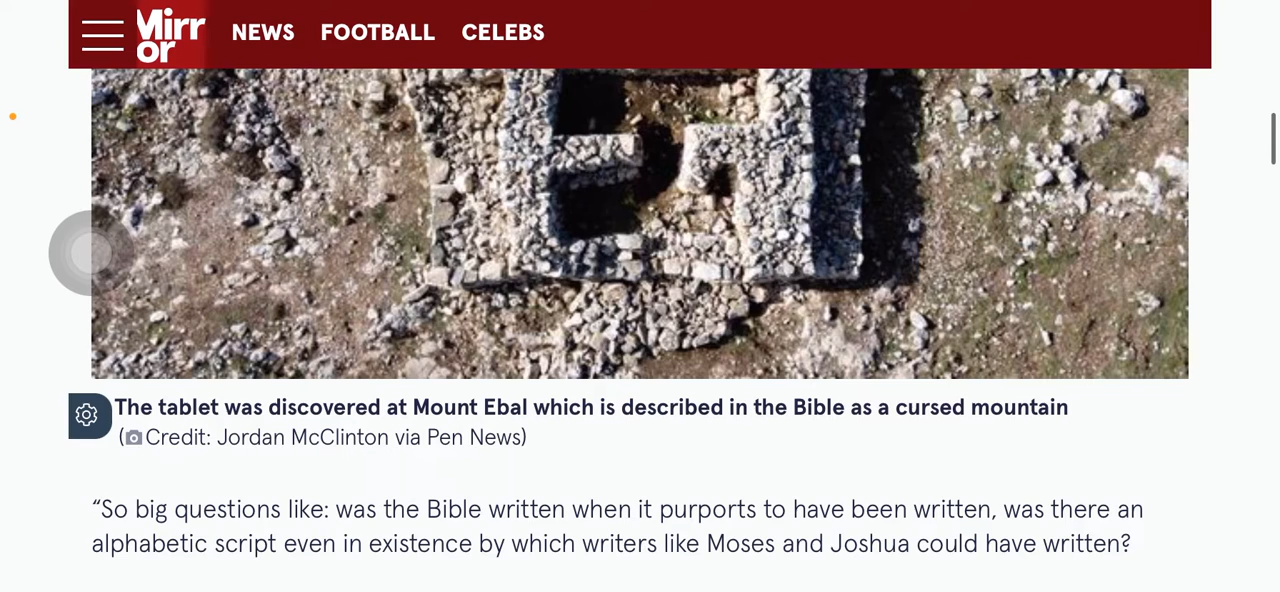 Mirror
NEWS FOOTBALL CELEBS
The tablet was discovered at Mount Ebal which is described in the Bible as a cursed mountain
(Credit: Jordan McClinton via Pen News)
“So big questions like: was the Bible written when it purports to have been written, was there an
alphabetic script even in existence by which writers like Moses and Joshua could have written?